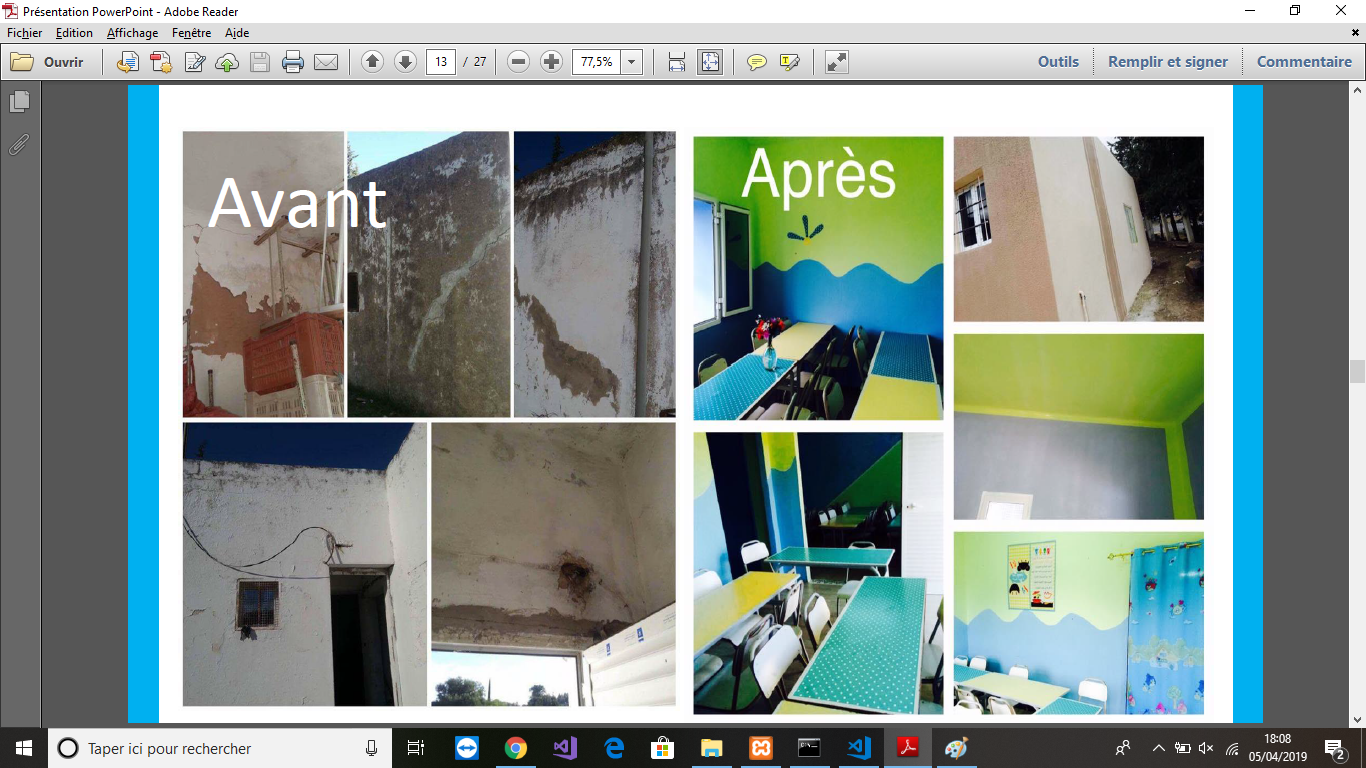 Présentation PowerPoint - Adobe Reader
Fichier Edition Affichage Fenêtre Aide
Ouvrir
13 / 27
77,5%
Outils
Remplir et signer
Commentaire
Avant
Après
Taper ici pour rechercher
18:08
05/04/2019
2